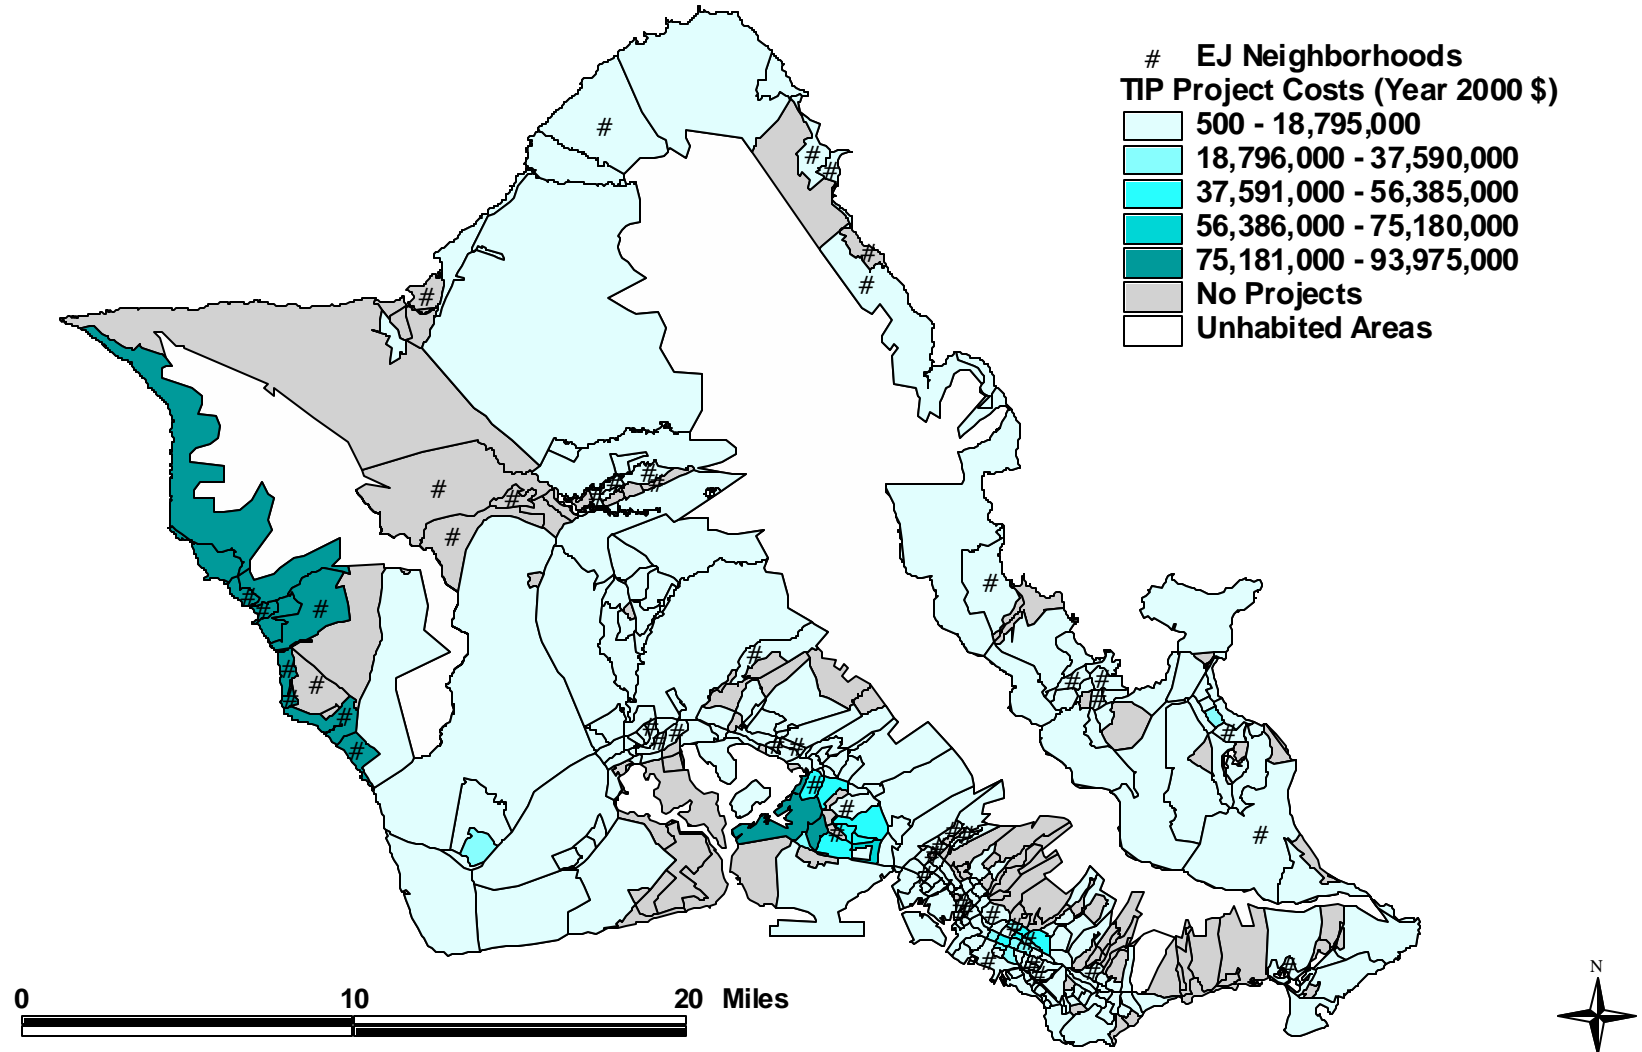 # EJ Neighborhoods
TIP Project Costs (Year 2000 $)
500 - 18,795,000
18,796,000 - 37,590,000
37,591,000 - 56,385,000
56,386,000 - 75,180,000
75,181,000 - 93,975,000
No Projects
Unhabited Areas
0 10 20 Miles
N